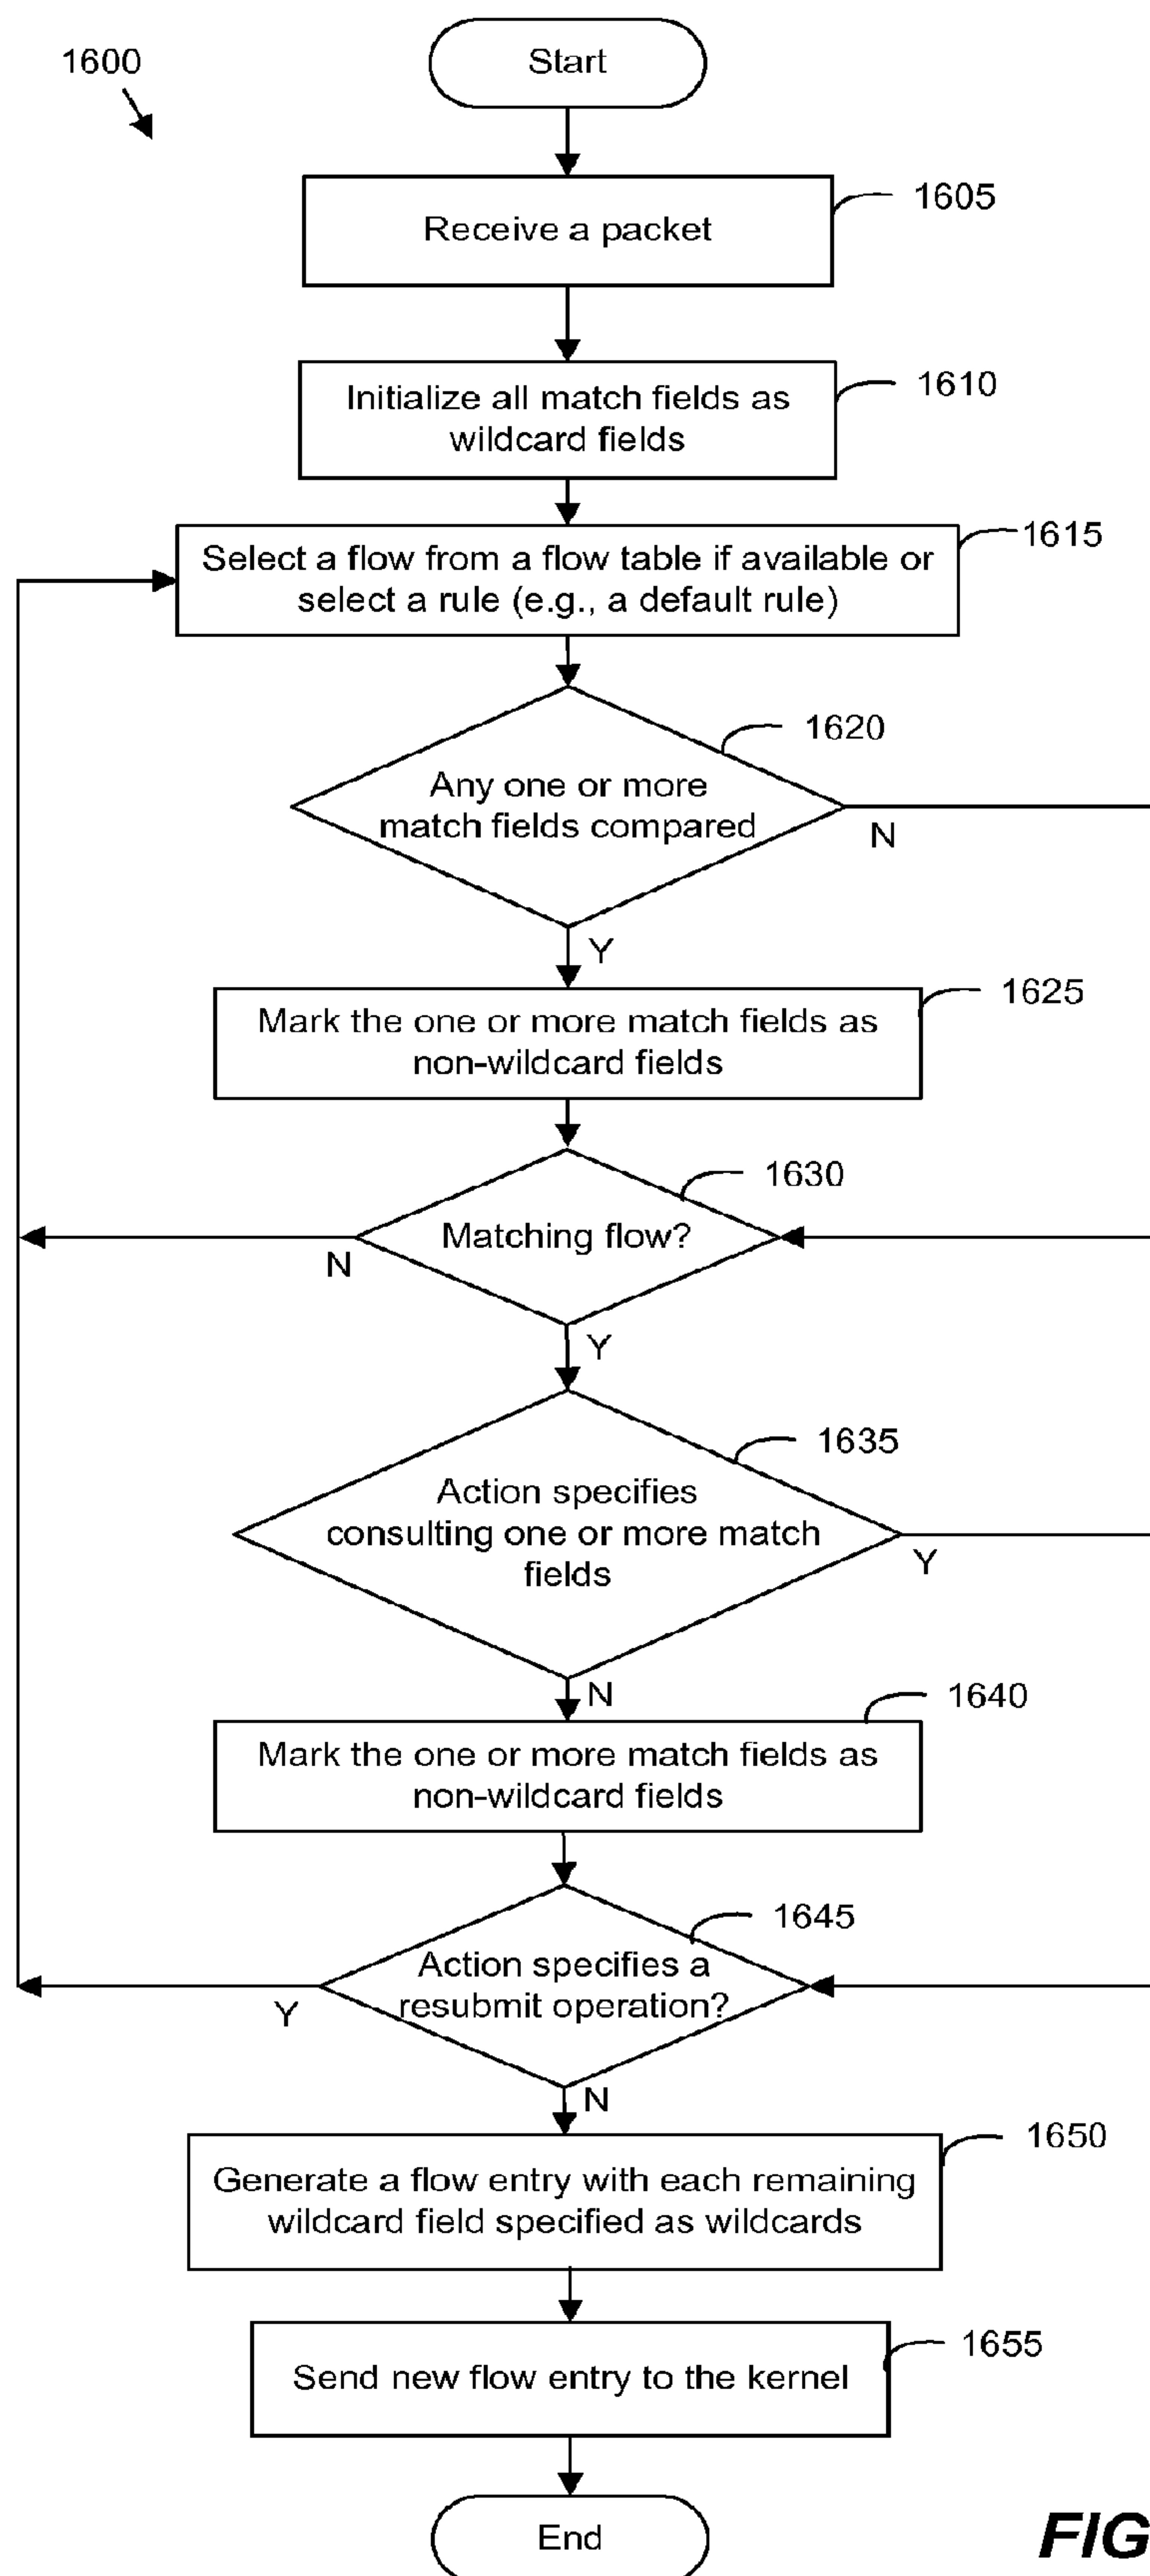 1600
Start
Receive a packet
1605
Initialize all match fields as
wildcard fields
1610
Select a flow from a flow table if available or
select a rule (e.g., a default rule)
1615
1620
Any one or more
match fields compared
N
Y
Mark the one or more match fields as
non-wildcard fields
1625
1630
Matching flow?
N
Y
1635
Action specifies
consulting one or more match
fields
Y
N
1640
Mark the one or more match fields as
non-wildcard fields
1645
Action specifies a
resubmit operation?
Y
N
1650
Generate a flow entry with each remaining
wildcard field specified as wildcards
1655
Send new flow entry to the kernel
End
FIG